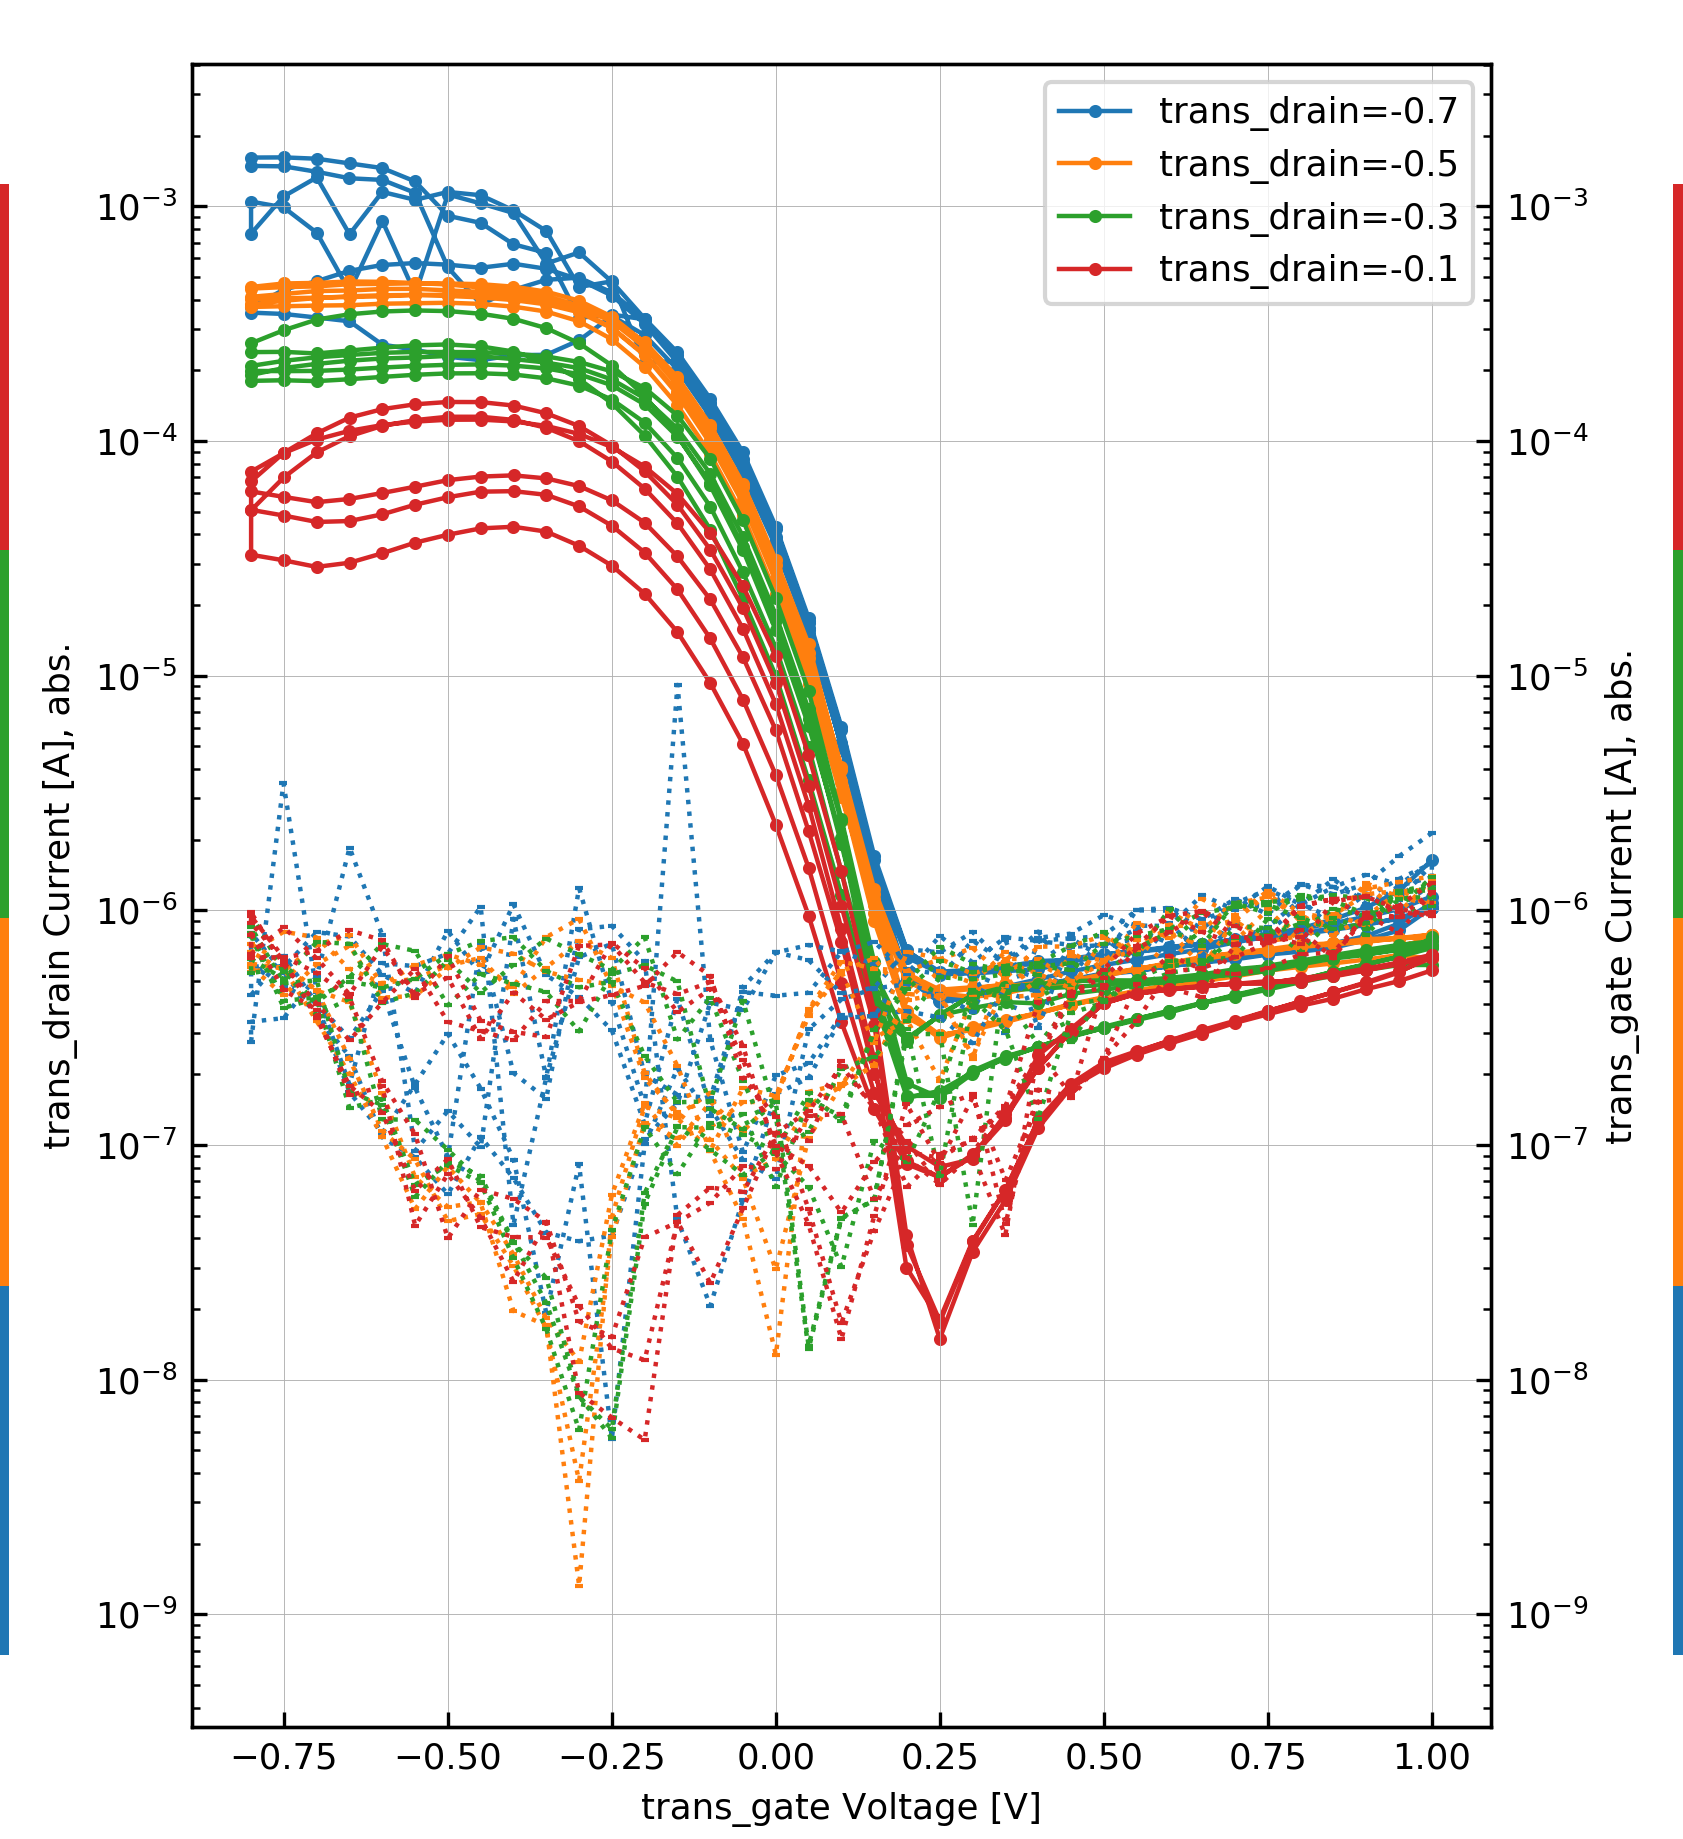 trans_drain=-0.7
trans_drain=-0.5
trans_drain=-0.3
trans_drain=-0.1
10⁻³
10⁻⁴
10⁻⁵
10⁻⁶
10⁻⁷
10⁻⁸
10⁻⁹
trans_drain Current [A], abs.
10⁻³
10⁻⁴
10⁻⁵
10⁻⁶
10⁻⁷
10⁻⁸
10⁻⁹
trans_gate Current [A], abs.
−0.75 −0.50 −0.25 0.00 0.25 0.50 0.75 1.00
trans_gate Voltage [V]